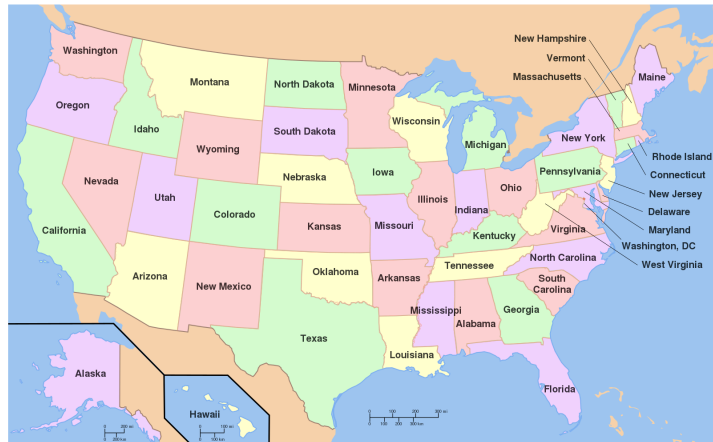 New Hampshire
Vermont
Massachusetts
Washington
Montana
North Dakota
Minnesota
Maine
Oregon
Idaho
South Dakota
Wisconsin
Michigan
New York
Wyoming
Rhode Island
Nevada
Utah
Nebraska
Iowa
Pennsylvania
Connecticut
Colorado
Illinois
Indiana
Ohio
New Jersey
California
Kansas
Missouri
Kentucky
Virginia
Delaware
Maryland
Washington, DC
West Virginia
Arizona
New Mexico
Oklahoma
Arkansas
Tennessee
North Carolina
South
Carolina
Texas
Mississippi
Alabama
Georgia
Louisiana
Florida
Alaska
Hawaii